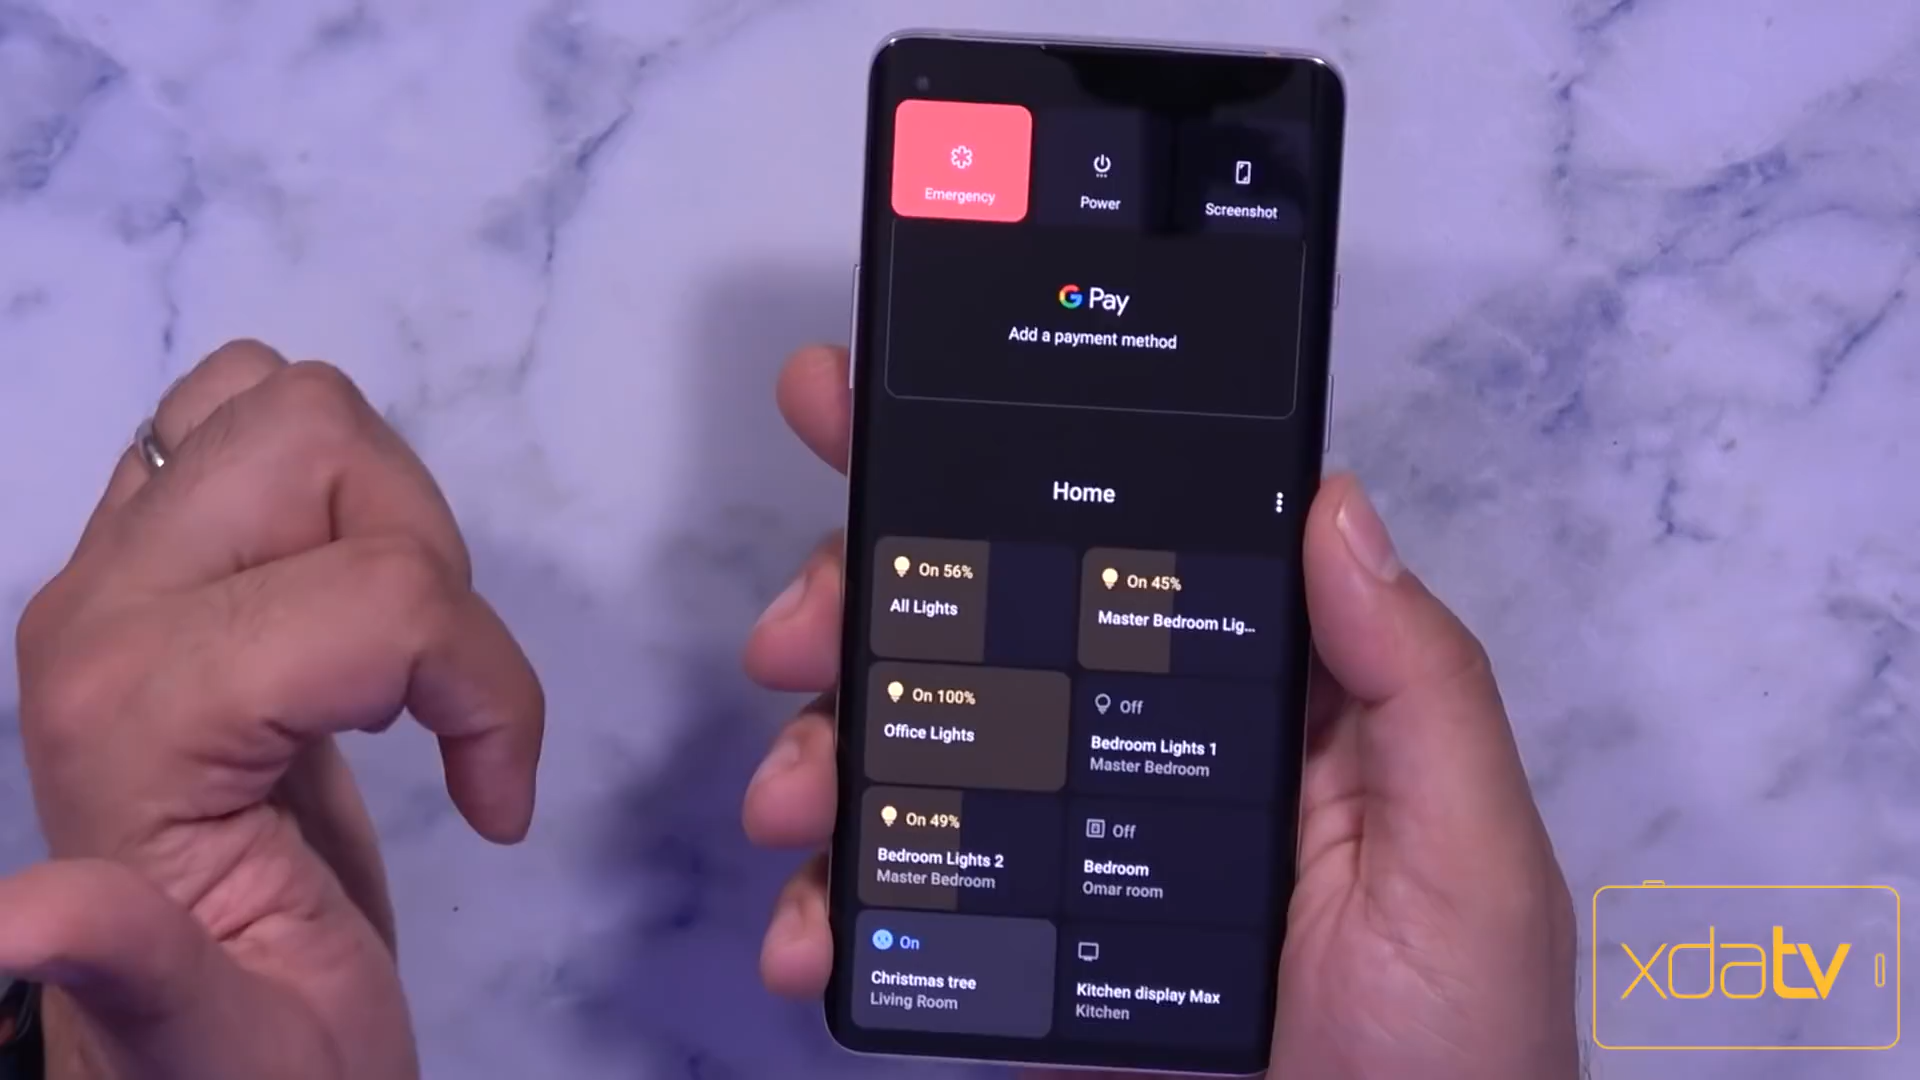 Emergency
Power
Screenshot
G Pay
Add a payment method
Home
On 56%
All Lights
On 45%
Master Bedroom Lig...
On 100%
Office Lights
Off
Bedroom Lights 1
Master Bedroom
On 49%
Bedroom Lights 2
Master Bedroom
Off
Bedroom
Omar room
On
Christmas tree
Living Room
Kitchen display Max
Kitchen
xdatv